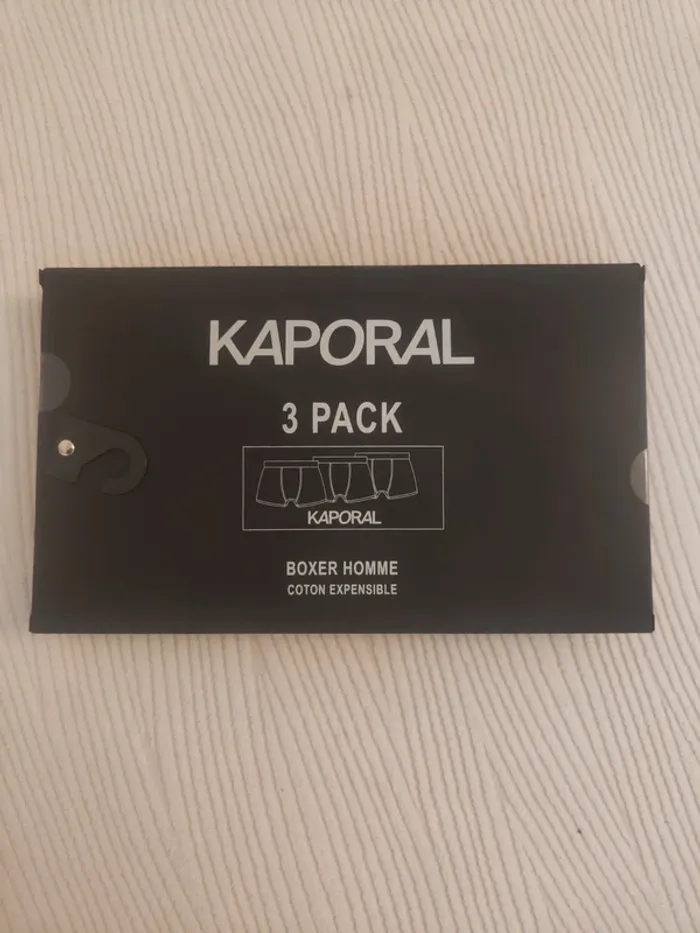 KAPORAL
3 PACK
KAPORAL
BOXER HOMME
COTON EXPENSIBLE